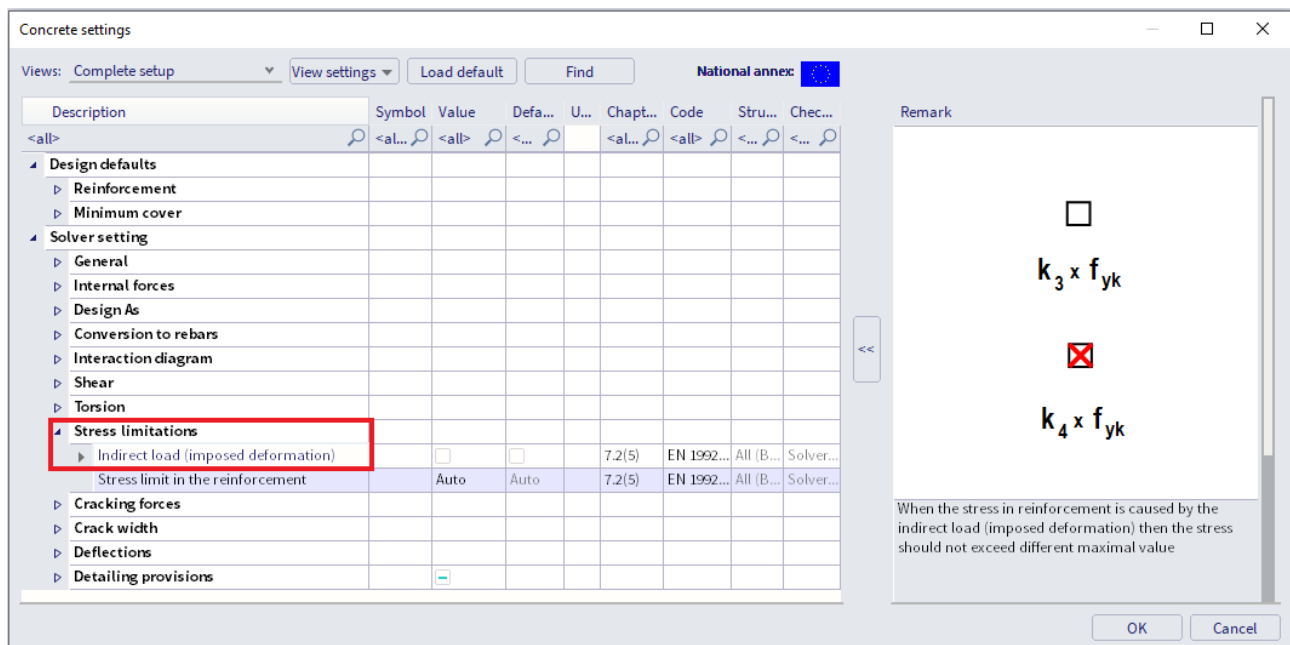 Concrete settings
Views: Complete setup View settings Load default Find National annex:
Description Symbol Value Defa... U... Chapt... Code Stru... Chec... Remark
<all> <al... <all> <... <al... <all> <... <...
Design defaults
Reinforcement
Minimum cover
Solver setting
General
Internal forces
Design As
Conversion to rebars
Interaction diagram
Shear
Torsion
Stress limitations
Indirect load (imposed deformation) 7.2(5) EN 1992... All (B... Solver...
Stress limit in the reinforcement Auto Auto 7.2(5) EN 1992... All (B... Solver...
Cracking forces
Crack width
Deflections
Detailing provisions
<<
k3 x fyk
k4 x fyk
When the stress in reinforcement is caused by the
indirect load (imposed deformation) then the stress
should not exceed different maximal value
OK Cancel